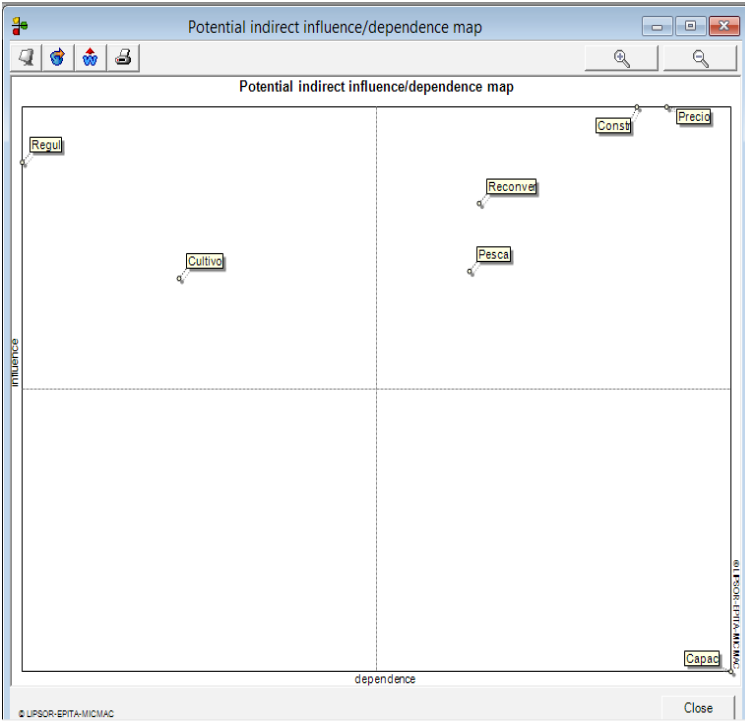 Potential indirect influence/dependence map
Potential indirect influence/dependence map
Precio
Constr
Regul
Reconver
Pesca
Cultivo
influence
© LIPSOR-EPITA-MICMAC
Capac
dependence
© LIPSOR-EPITA-MICMAC
Close